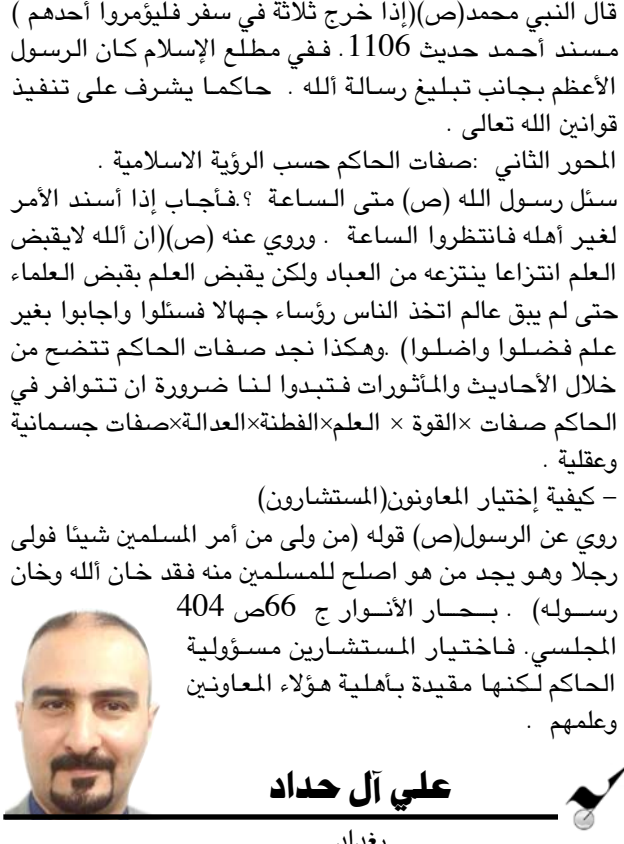 قال النبي محمد(ص)(إذا خرج ثلاثة في سفر فليؤمروا أحدهم )
مسند أحمد حديث 1106. ففي مطلع الإسلام كان الرسول
الأعظم بجانب تبليغ رسالة ألله . حاكما يشرف على تنفيذ
قوانين الله تعالى .
المحور الثاني :صفات الحاكم حسب الرؤية الاسلامية .
سئل رسول الله (ص) متى الساعة ؟.فأجاب إذا أسند الأمر
لغير أهله فانتظروا الساعة . وروي عنه (ص)(ان ألله لايقبض
العلم انتزاعا ينتزعه من العباد ولكن يقبض العلم بقبض العلماء
حتى لم يبق عالم اتخذ الناس رؤساء جهالا فسئلوا واجابوا بغير
علم فضلوا واضلوا) .وهكذا نجد صفات الحاكم تتضح من
خلال الأحاديث والمأثورات فتبدوا لنا ضرورة ان تتوافر في
الحاكم صفات ×القوة × العلم×الفطنة×العدالة×صفات جسمانية
وعقلية .
– كيفية إختيار المعاونون(المستشارون)
روي عن الرسول(ص) قوله (من ولى من أمر المسلمين شيئا فولى
رجلا وهو يجد من هو اصلح للمسلمين منه فقد خان ألله وخان
رسوله) . بحار الأنوار ج 66ص 404
المجلسي. فاختيار المستشارين مسؤولية
الحاكم لكنها مقيدة بأهلية هؤلاء المعاونين
وعلمهم .
علي آل حداد
بغداد